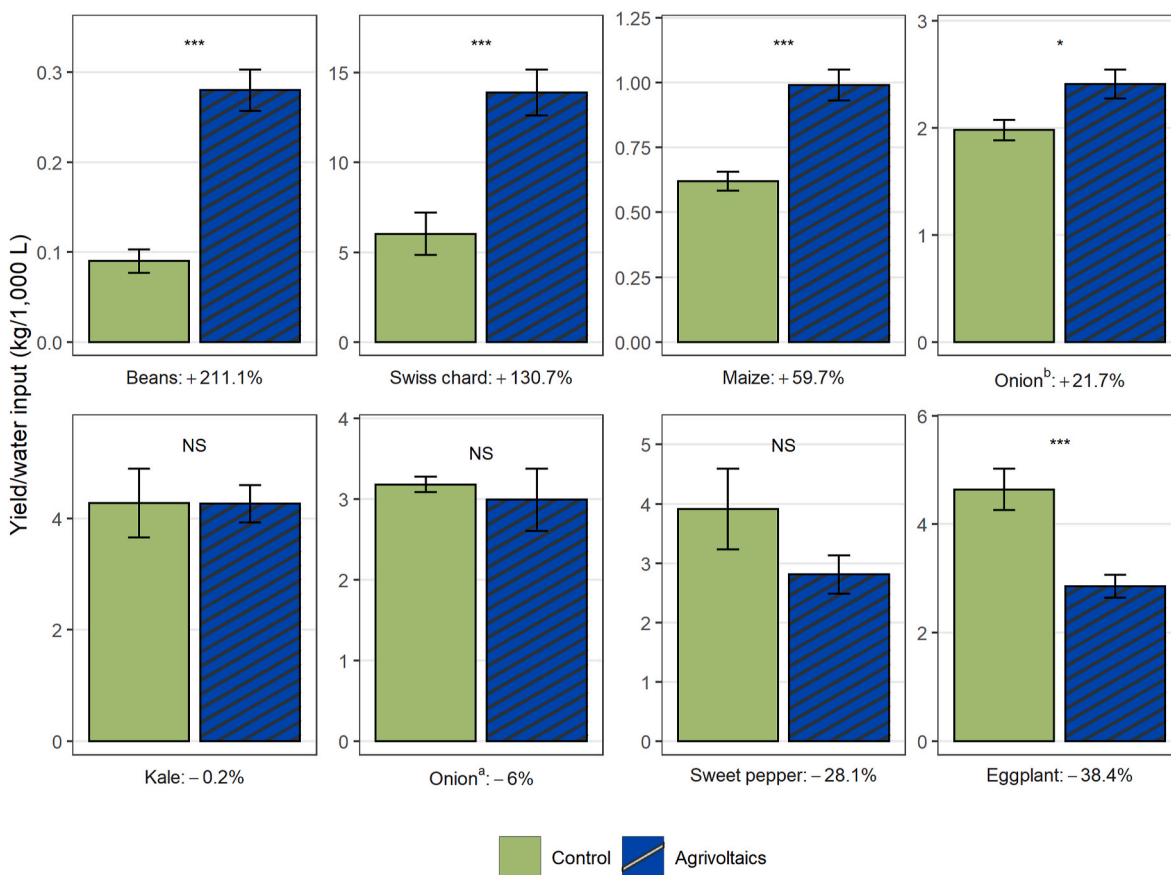 Yield/water input (kg/1,000 L)
***
0.3
0.2
0.1
0.0
Beans: +211.1%
***
15
10
5
0
Swiss chard: +130.7%
***
1.25
1.00
0.75
0.50
0.25
0.00
Maize: +59.7%
*
3
2
1
0
Onionᵇ: +21.7%
NS
4
2
0
Kale: −0.2%
NS
4
3
2
1
0
Onionᵃ: −6%
NS
5
4
3
2
1
0
Sweet pepper: −28.1%
***
6
4
2
0
Eggplant: −38.4%
Control
Agrivoltaics